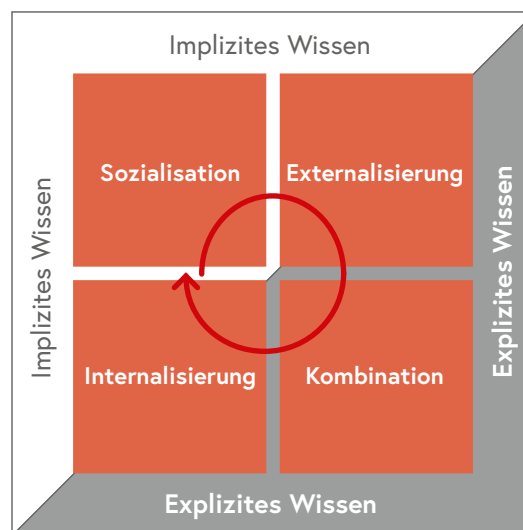 Implizites Wissen
Implizites Wissen
Sozialisation
Externalisierung
Explizites Wissen
Internalisierung
Kombination
Explizites Wissen